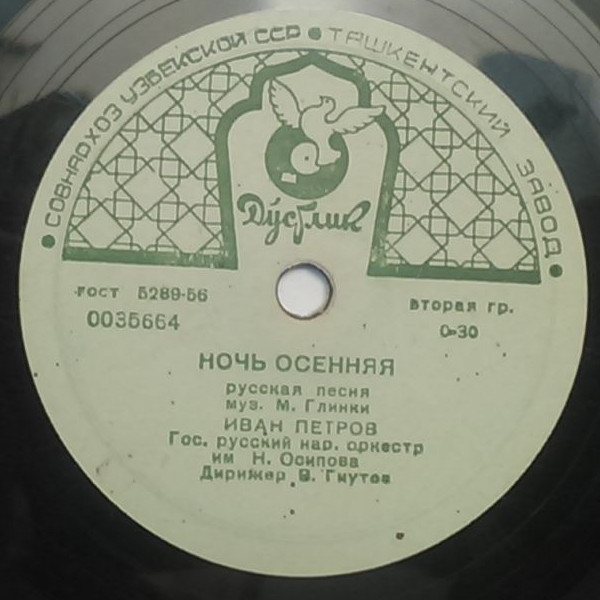 СОВНАРХОЗ УЗБЕКСКОЙ ССР • ТАШКЕНТСКИЙ ЗАВОД
Дўстлик
гост 5289-56
вторая гр.
0035664
0-30
НОЧЬ ОСЕННЯЯ
русская песня
муз. М. Глинки
ИВАН ПЕТРОВ
Гос. русский нар. оркестр
им Н. Осипова
Дирижер В. Гнутов